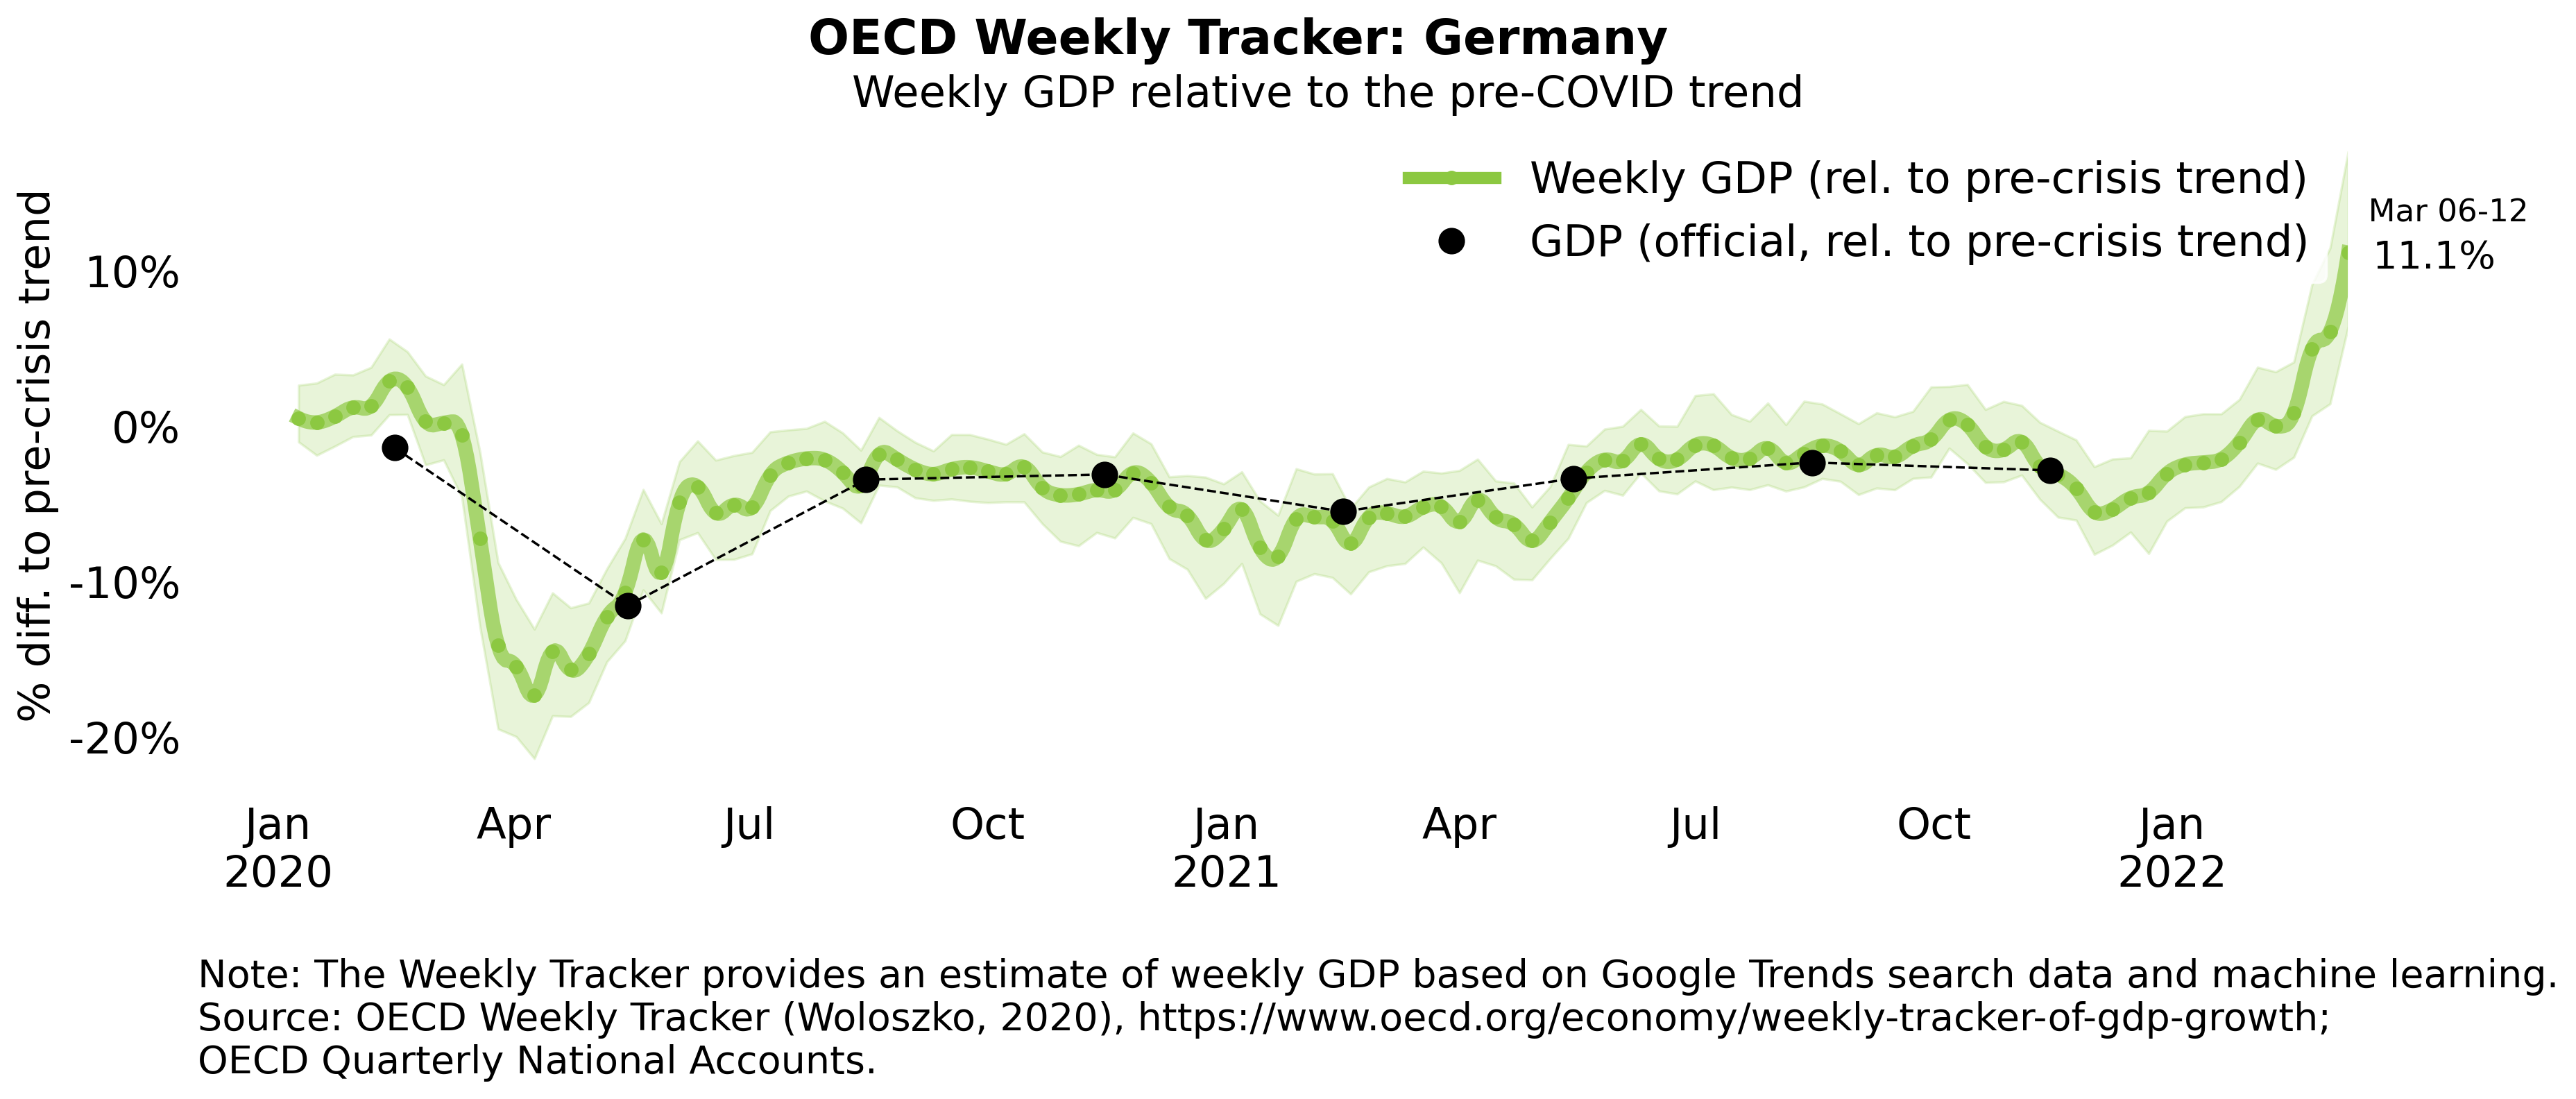 OECD Weekly Tracker: Germany
Weekly GDP relative to the pre-COVID trend
Weekly GDP (rel. to pre-crisis trend)
GDP (official, rel. to pre-crisis trend)
Mar 06-12
11.1%
% diff. to pre-crisis trend
10%
0%
-10%
-20%
Jan Apr Jul Oct Jan Apr Jul Oct Jan
2020 2021 2022
Note: The Weekly Tracker provides an estimate of weekly GDP based on Google Trends search data and machine learning.
Source: OECD Weekly Tracker (Woloszko, 2020), https://www.oecd.org/economy/weekly-tracker-of-gdp-growth;
OECD Quarterly National Accounts.